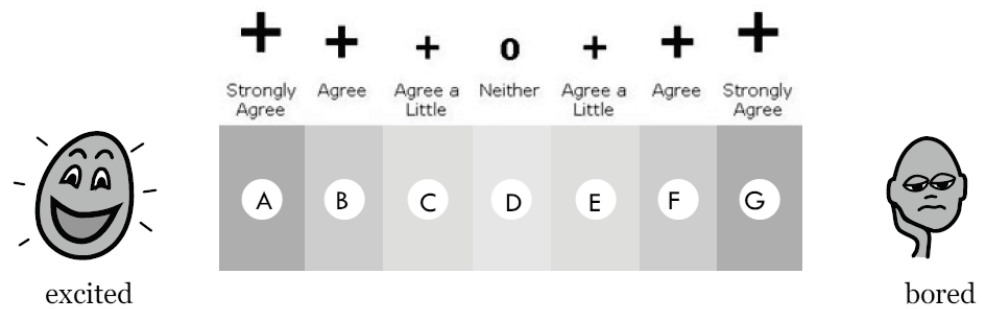 + + + 0 + + +
Strongly Agree Agree Agree a Little Neither Agree a Little Agree Strongly Agree
A B C D E F G
excited bored